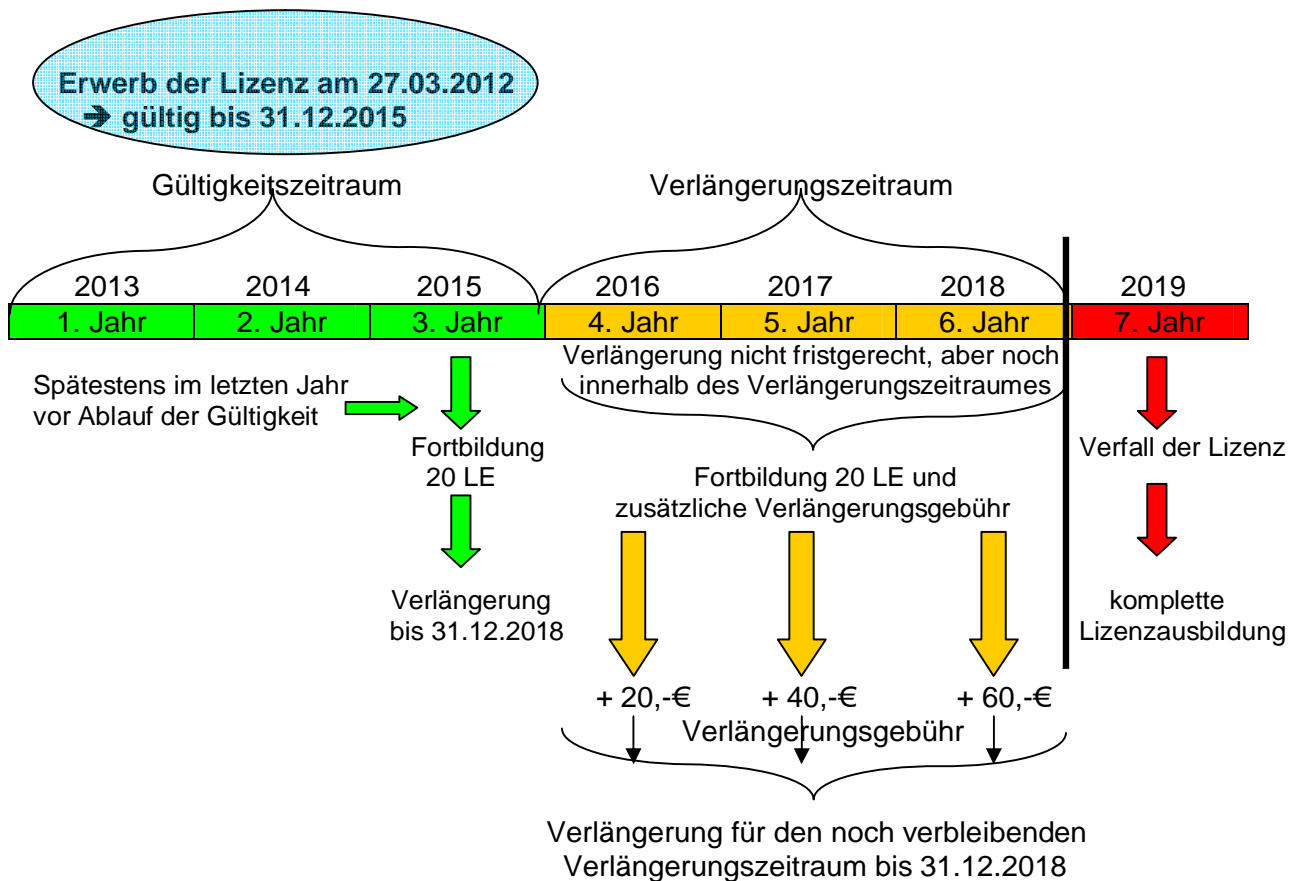 Erwerb der Lizenz am 27.03.2012
➔ gültig bis 31.12.2015
Gültigkeitszeitraum
Verlängerungszeitraum
2013 2014 2015 2016 2017 2018 2019
1. Jahr 2. Jahr 3. Jahr 4. Jahr 5. Jahr 6. Jahr 7. Jahr
Spätestens im letzten Jahr
vor Ablauf der Gültigkeit
Fortbildung
20 LE
Verlängerung
bis 31.12.2018
Verlängerung nicht fristgerecht, aber noch
innerhalb des Verlängerungszeitraumes
Fortbildung 20 LE und
zusätzliche Verlängerungsgebühr
+ 20,-€ + 40,-€ + 60,-€
Verlängerungsgebühr
Verlängerung für den noch verbleibenden
Verlängerungszeitraum bis 31.12.2018
Verfall der Lizenz
komplette
Lizenzausbildung